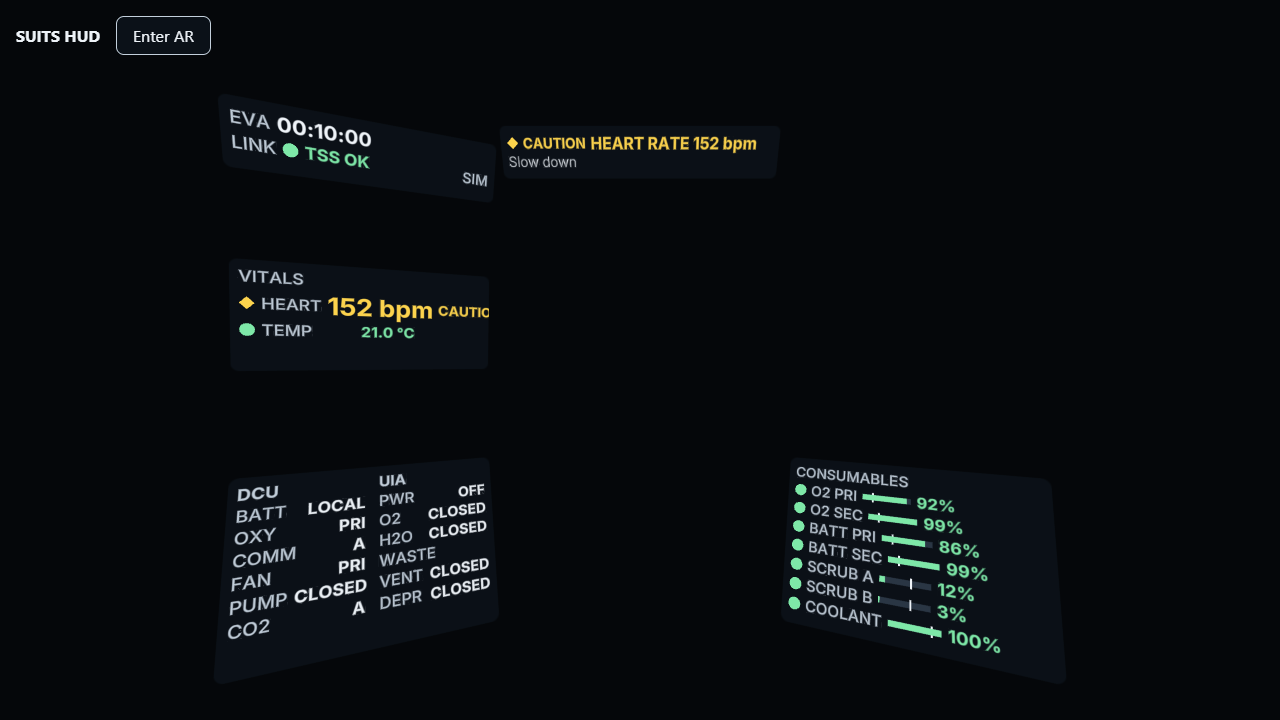 SUITS HUD
Enter AR
EVA 00:10:00
LINK TSS OK
SIM
CAUTION HEART RATE 152 bpm
Slow down
VITALS
HEART 152 bpm CAUTIO
TEMP 21.0 °C
DCU
BATT LOCAL
OXY PRI
COMM A
FAN PRI
PUMP CLOSED
CO2 A
UIA
PWR OFF
O2 CLOSED
H2O CLOSED
WASTE
VENT CLOSED
DEPR CLOSED
CONSUMABLES
O2 PRI 92%
O2 SEC 99%
BATT PRI 86%
BATT SEC 99%
SCRUB A 12%
SCRUB B 3%
COOLANT 100%